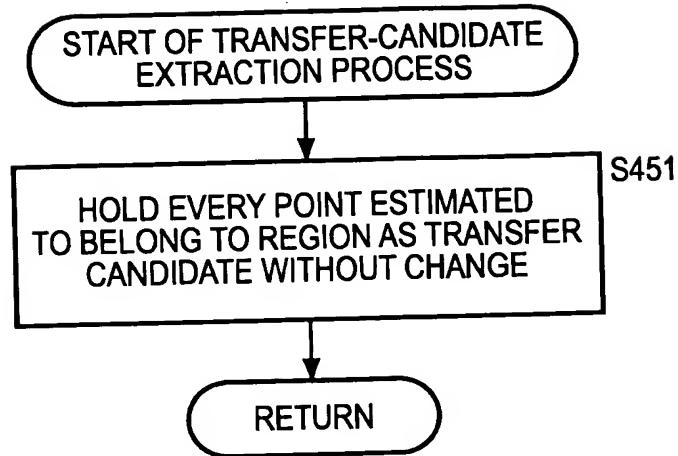 START OF TRANSFER-CANDIDATE
EXTRACTION PROCESS
S451
HOLD EVERY POINT ESTIMATED
TO BELONG TO REGION AS TRANSFER
CANDIDATE WITHOUT CHANGE
RETURN